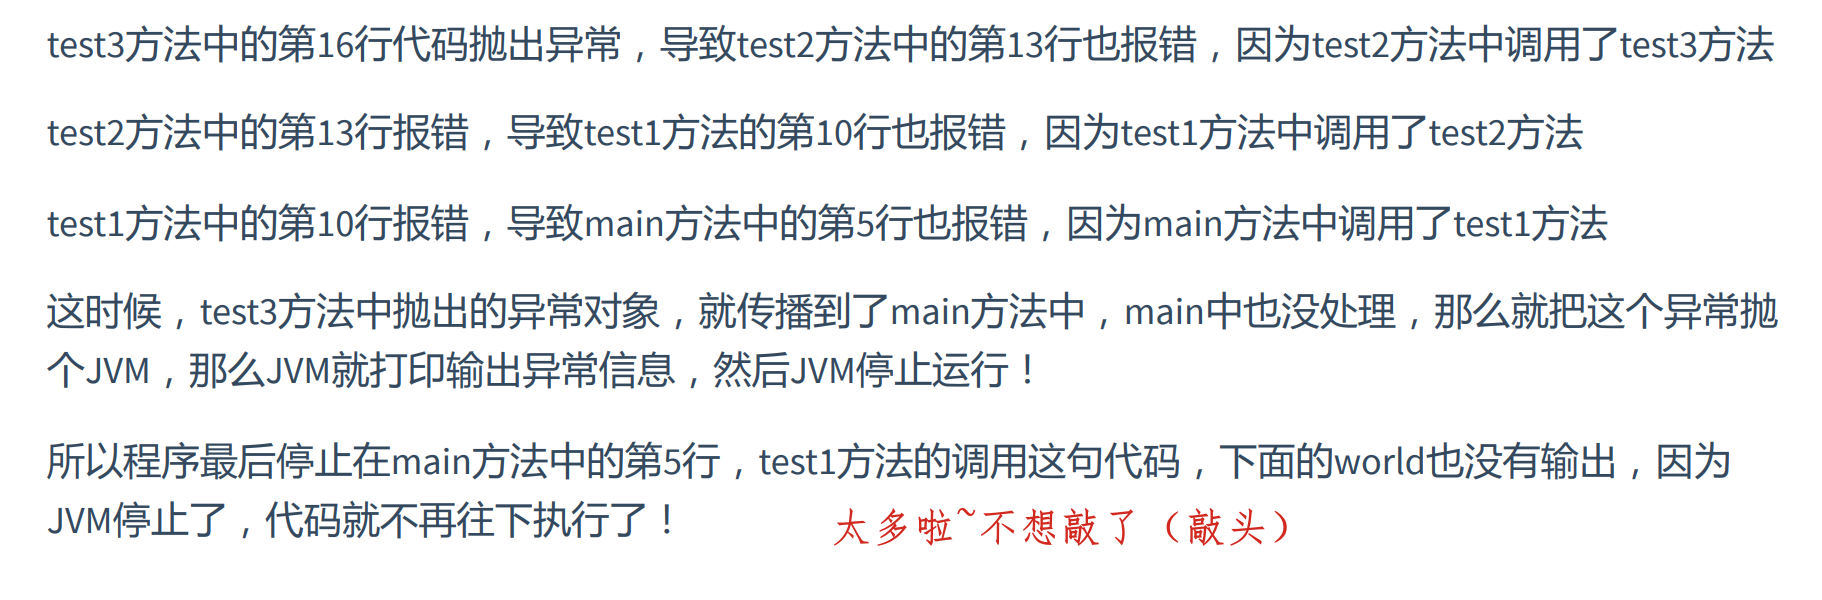 test3方法中的第16行代码抛出异常，导致test2方法中的第13行也报错，因为test2方法中调用了test3方法
test2方法中的第13行报错，导致test1方法的第10行也报错，因为test1方法中调用了test2方法
test1方法中的第10行报错，导致main方法中的第5行也报错，因为main方法中调用了test1方法
这时候，test3方法中抛出的异常对象，就传播到了main方法中，main中也没处理，那么就把这个异常抛
个JVM，那么JVM就打印输出异常信息，然后JVM停止运行！
所以程序最后停止在main方法中的第5行，test1方法的调用这句代码，下面的world也没有输出，因为
JVM停止了，代码就不再往下执行了！
太多啦~不想敲了（敲头）